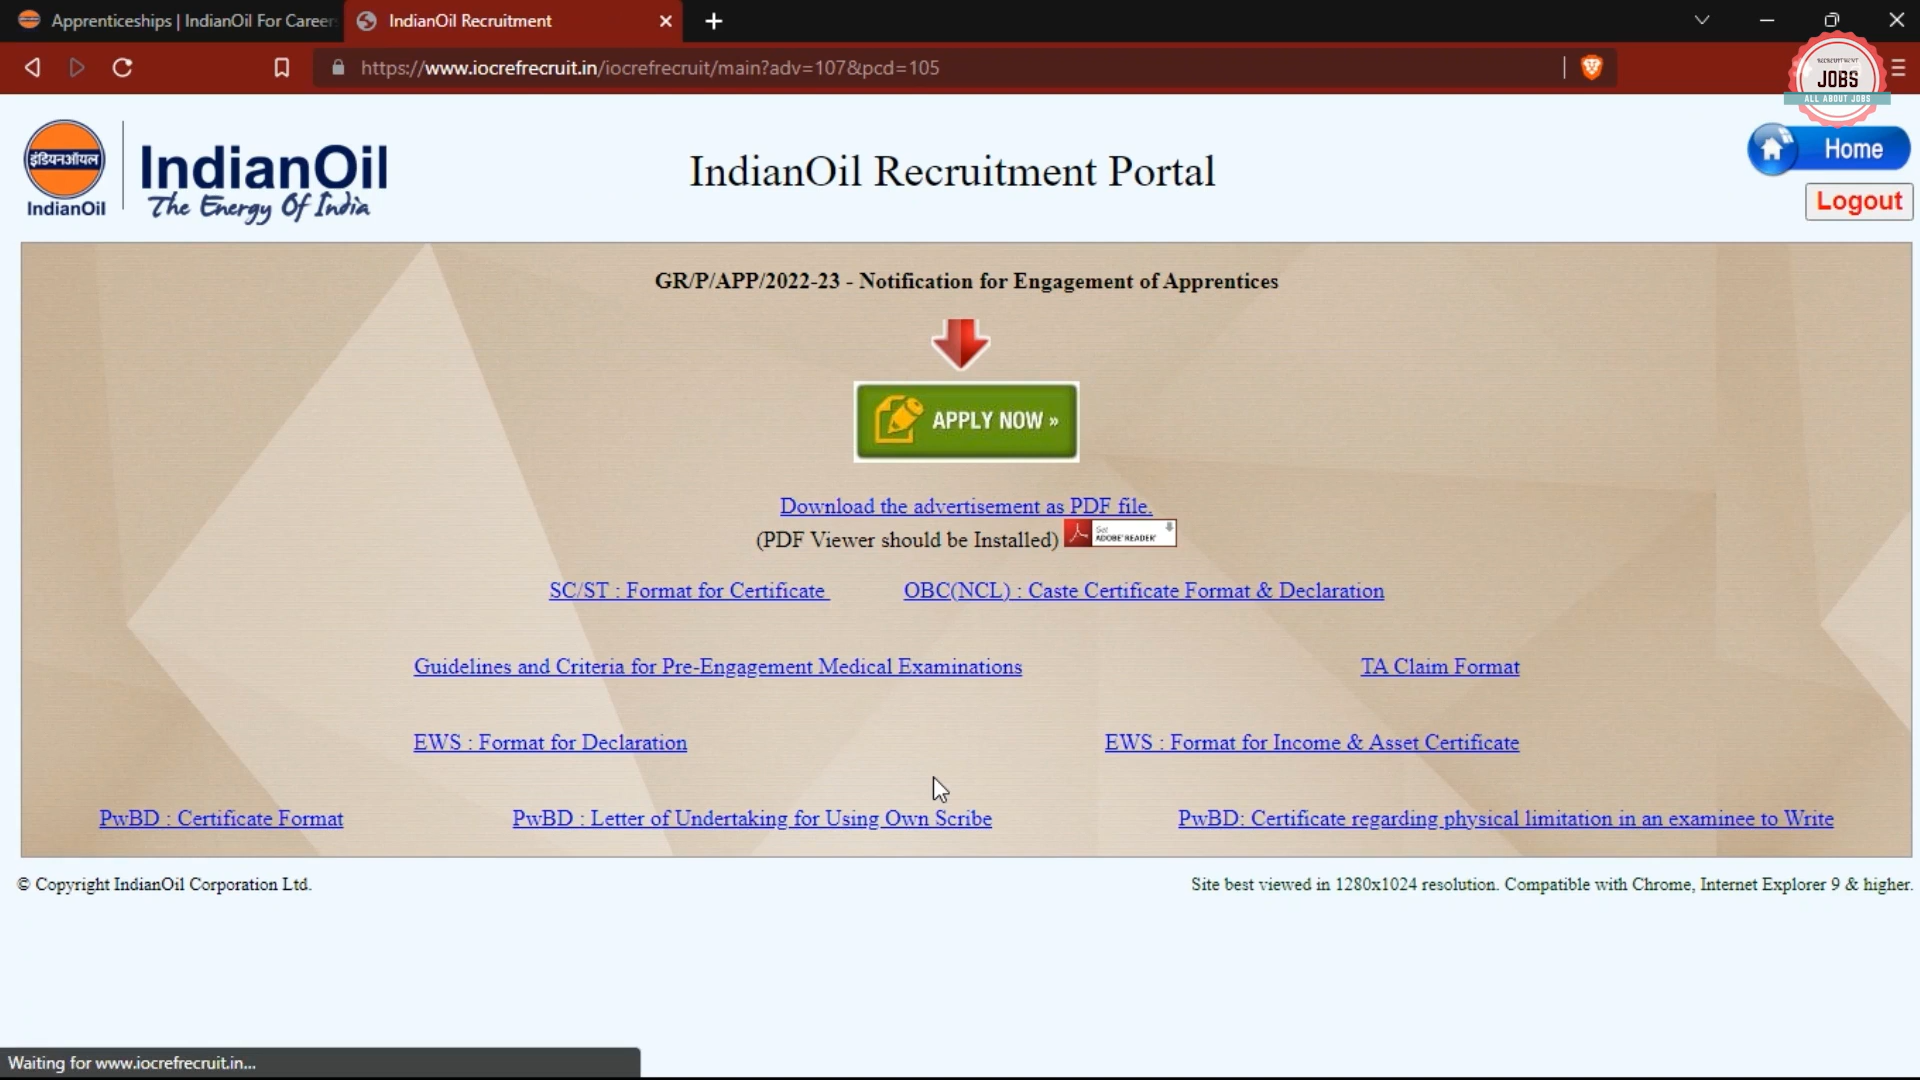 Apprenticeships | IndianOil For Career
IndianOil Recruitment
https://www.iocrefrecruit.in/iocrefrecruit/main?adv=107&pcd=105
RECRUITMENT
JOBS
ALL ABOUT JOBS
इंडियनऑयल
IndianOil
IndianOil
The Energy Of India
IndianOil Recruitment Portal
Home
Logout
GR/P/APP/2022-23 - Notification for Engagement of Apprentices
APPLY NOW »
Download the advertisement as PDF file.
(PDF Viewer should be Installed)
Get
ADOBE® READER®
SC/ST : Format for Certificate
OBC(NCL) : Caste Certificate Format & Declaration
Guidelines and Criteria for Pre-Engagement Medical Examinations
TA Claim Format
EWS : Format for Declaration
EWS : Format for Income & Asset Certificate
PwBD : Certificate Format
PwBD : Letter of Undertaking for Using Own Scribe
PwBD: Certificate regarding physical limitation in an examinee to Write
© Copyright IndianOil Corporation Ltd.
Site best viewed in 1280x1024 resolution. Compatible with Chrome, Internet Explorer 9 & higher.
Waiting for www.iocrefrecruit.in...